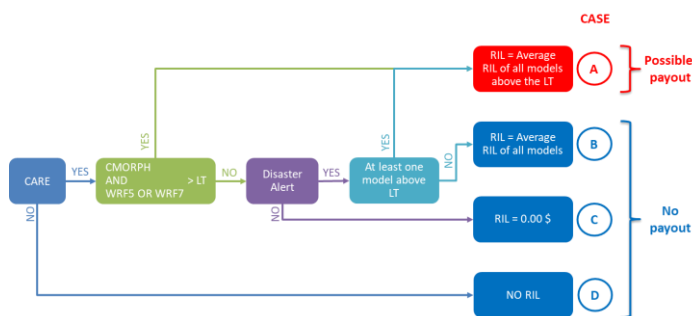 CASE
RIL = Average
RIL of all models
above the LT
A
Possible
payout
YES
YES
RIL = Average
RIL of all models
B
CARE
YES
CMORPH
AND
WRF5 OR WRF7
> LT
NO
Disaster
Alert
YES
At least one
model above
LT
NO
NO
NO
RIL = 0.00 $
C
No
payout
NO RIL
D